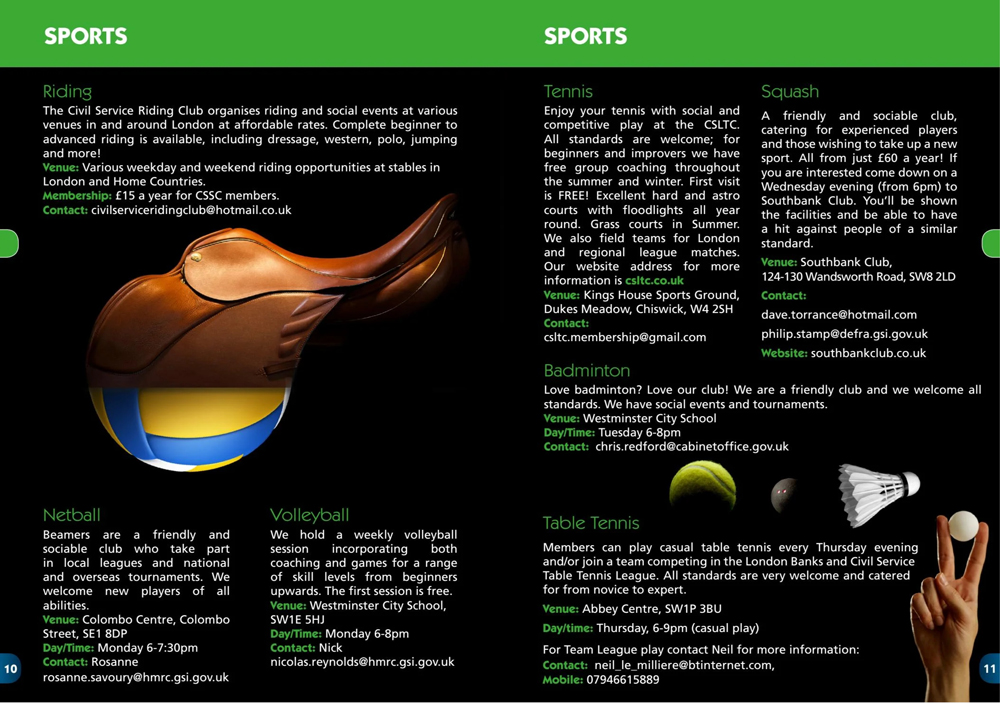 SPORTS
Riding
The Civil Service Riding Club organises riding and social events at various
venues in and around London at affordable rates. Complete beginner to
advanced riding is available, including dressage, western, polo, jumping
and more!
Venue: Various weekday and weekend riding opportunities at stables in
London and Home Countries.
Membership: £15 a year for CSSC members.
Contact: civilserviceridingclub@hotmail.co.uk
Netball
Beamers are a friendly and
sociable club who take part
in local leagues and national
and overseas tournaments. We
welcome new players of all
abilities.
Venue: Colombo Centre, Colombo
Street, SE1 8DP
Day/Time: Monday 6-7:30pm
Contact: Rosanne
rosanne.savoury@hmrc.gsi.gov.uk
Volleyball
We hold a weekly volleyball
session incorporating both
coaching and games for a range
of skill levels from beginners
upwards. The first session is free.
Venue: Westminster City School,
SW1E 5HJ
Day/Time: Monday 6-8pm
Contact: Nick
nicolas.reynolds@hmrc.gsi.gov.uk
10
SPORTS
Tennis
Enjoy your tennis with social and
competitive play at the CSLTC.
All standards are welcome; for
beginners and improvers we have
free group coaching throughout
the summer and winter. First visit
is FREE! Excellent hard and astro
courts with floodlights all year
round. Grass courts in Summer.
We also field teams for London
and regional league matches.
Our website address for more
information is csltc.co.uk
Venue: Kings House Sports Ground,
Dukes Meadow, Chiswick, W4 2SH
Contact:
csltc.membership@gmail.com
Squash
A friendly and sociable club,
catering for experienced players
and those wishing to take up a new
sport. All from just £60 a year! If
you are interested come down on a
Wednesday evening (from 6pm) to
Southbank Club. You'll be shown
the facilities and be able to have
a hit against people of a similar
standard.
Venue: Southbank Club,
124-130 Wandsworth Road, SW8 2LD
Contact:
dave.torrance@hotmail.com
philip.stamp@defra.gsi.gov.uk
Website: southbankclub.co.uk
Badminton
Love badminton? Love our club! We are a friendly club and we welcome all
standards. We have social events and tournaments.
Venue: Westminster City School
Day/Time: Tuesday 6-8pm
Contact: chris.redford@cabinetoffice.gov.uk
Table Tennis
Members can play casual table tennis every Thursday evening
and/or join a team competing in the London Banks and Civil Service
Table Tennis League. All standards are very welcome and catered
for from novice to expert.
Venue: Abbey Centre, SW1P 3BU
Day/time: Thursday, 6-9pm (casual play)
For Team League play contact Neil for more information:
Contact: neil_le_milliere@btinternet.com,
Mobile: 07946615889
11